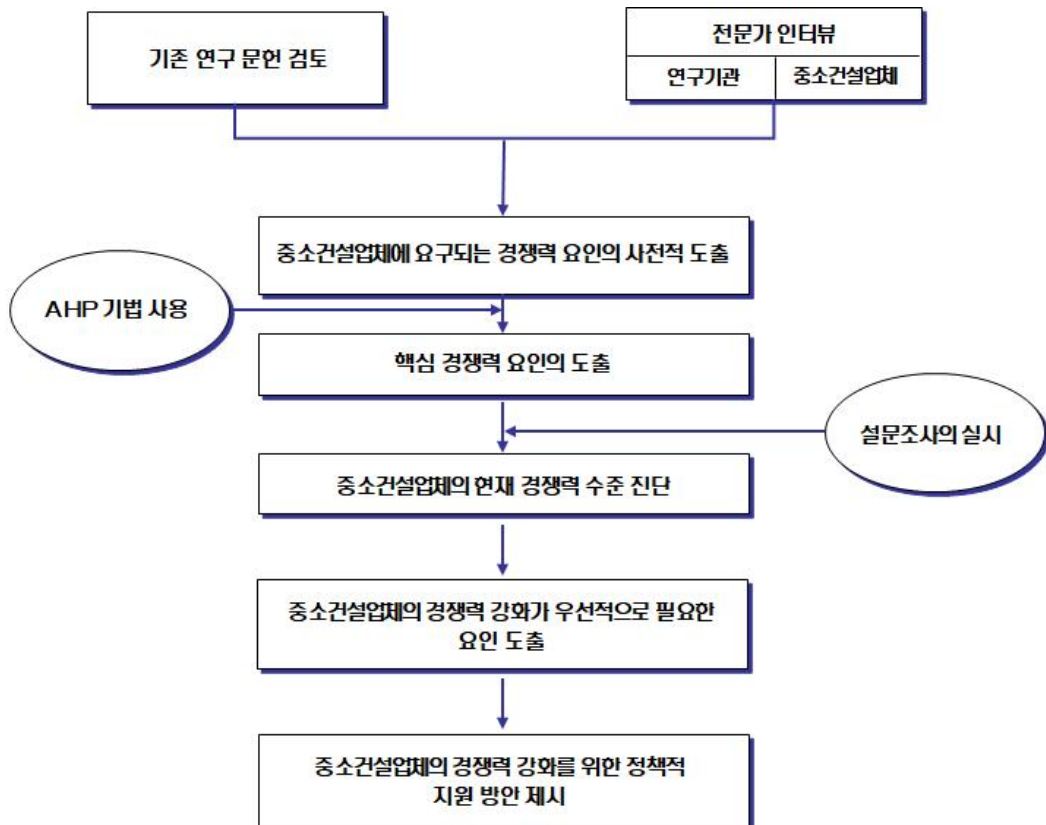 기존 연구 문헌 검토
전문가 인터뷰
연구기관
중소건설업체
중소건설업체에 요구되는 경쟁력 요인의 사전적 도출
AHP 기법 사용
핵심 경쟁력 요인의 도출
설문조사의 실시
중소건설업체의 현재 경쟁력 수준 진단
중소건설업체의 경쟁력 강화가 우선적으로 필요한
요인 도출
중소건설업체의 경쟁력 강화를 위한 정책적
지원 방안 제시